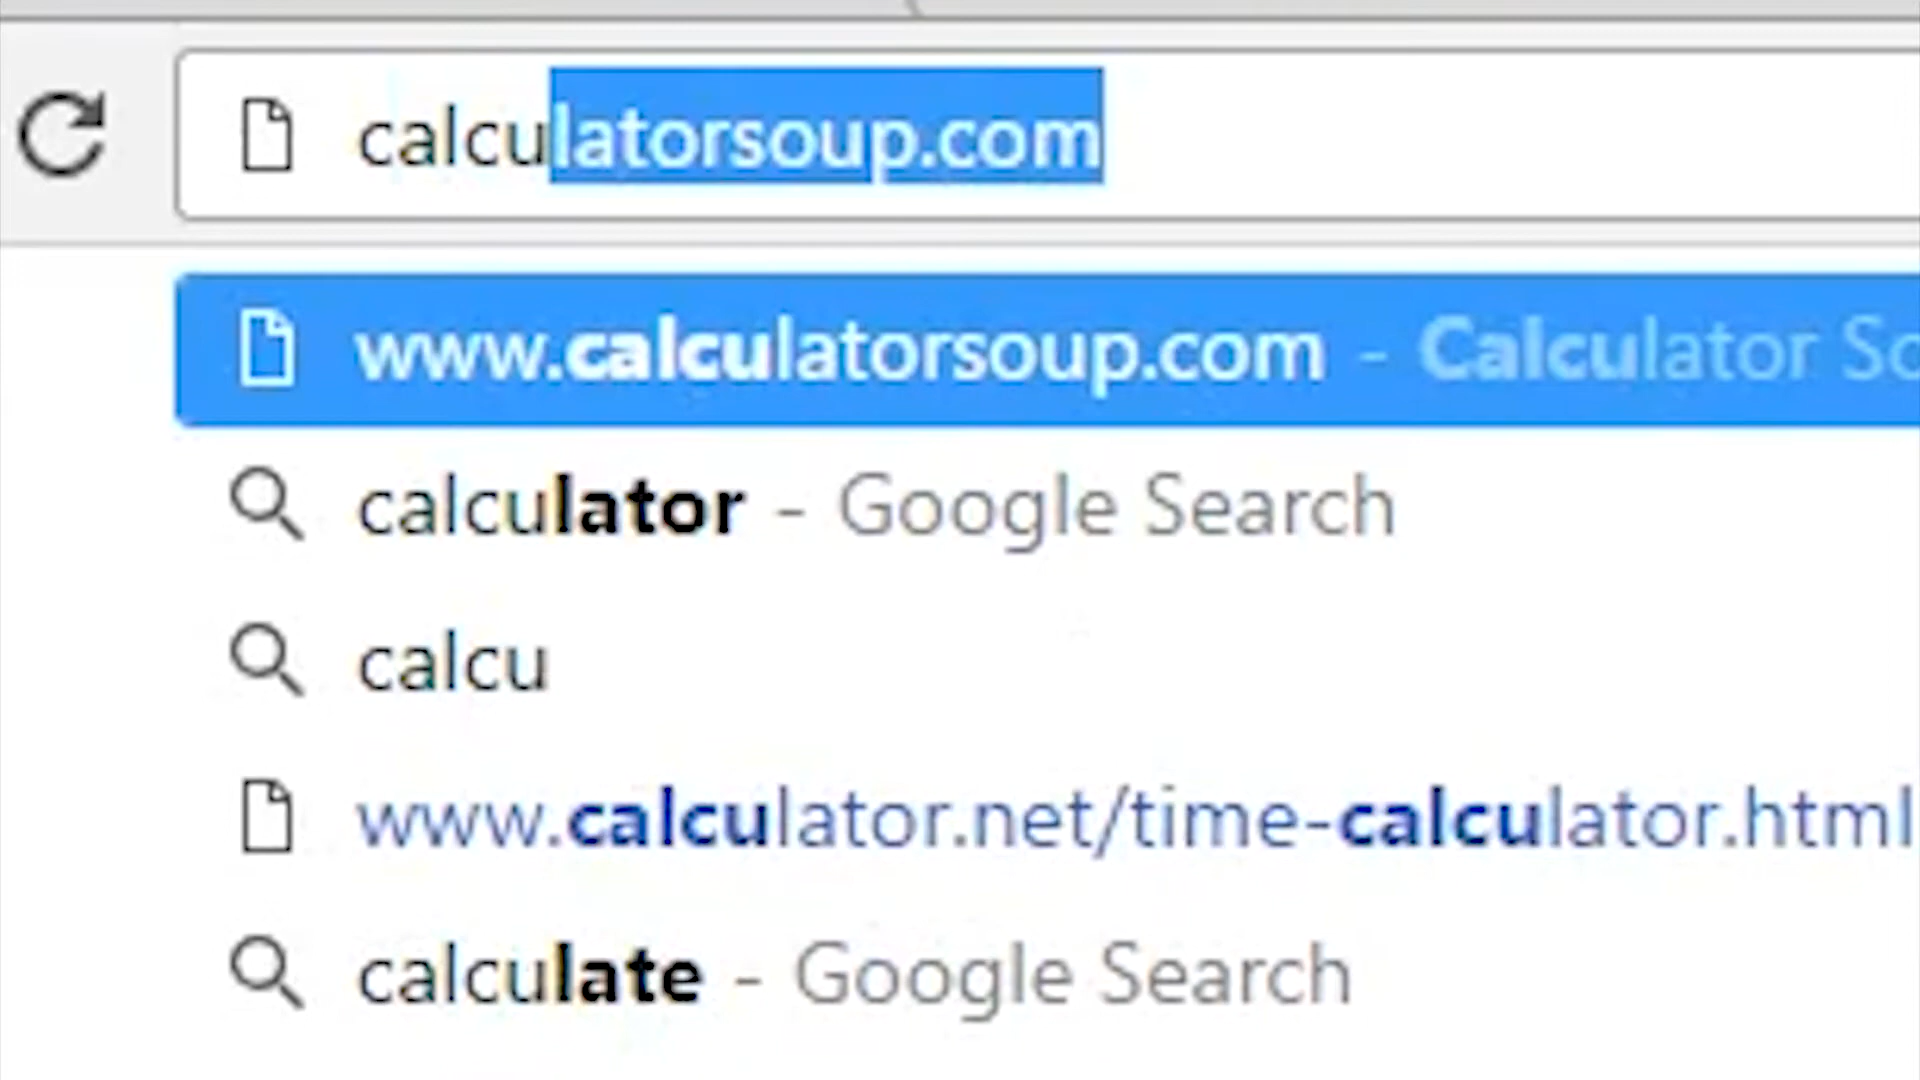 calculatorsoup.com
www.calculatorsoup.com - Calculator So
calculator - Google Search
calcu
www.calculator.net/time-calculator.html
calculate - Google Search